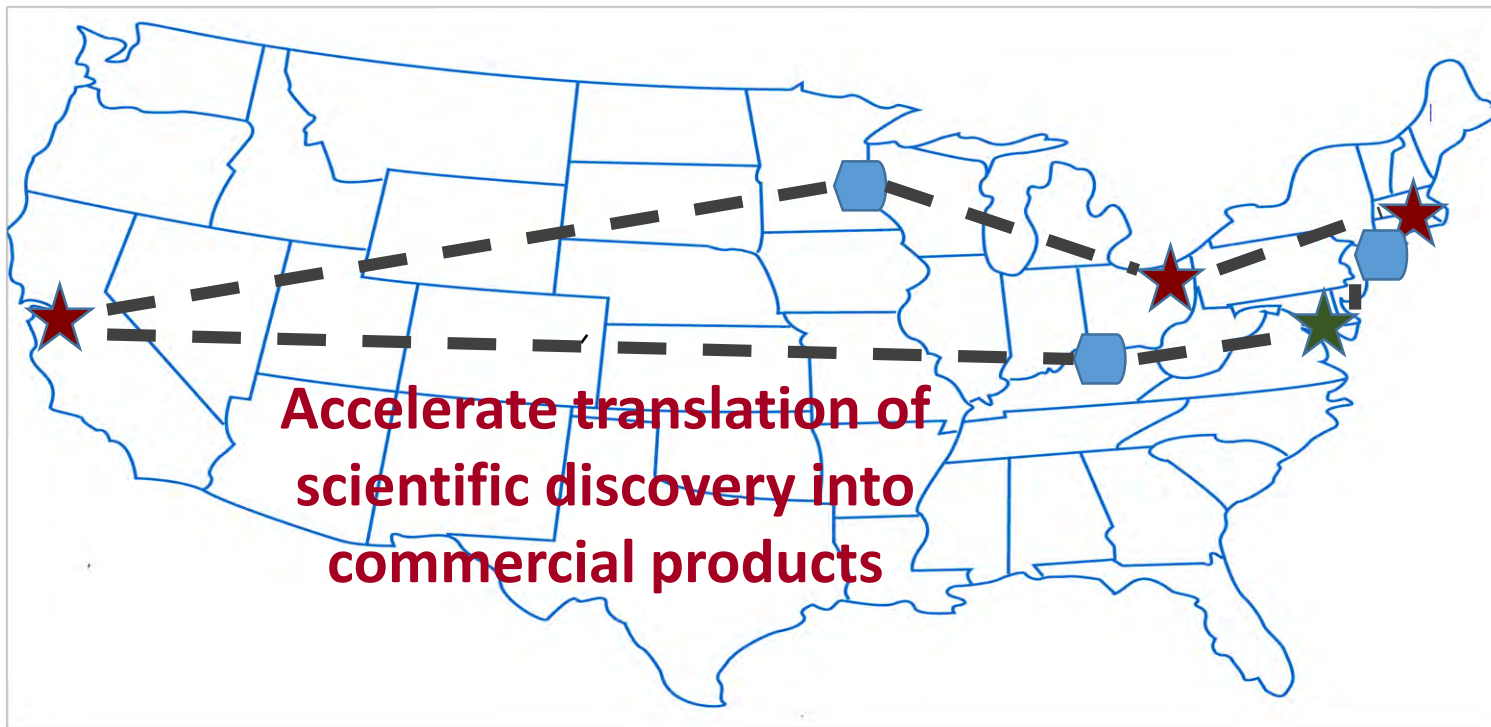 Accelerate translation of
scientific discovery into
commercial products